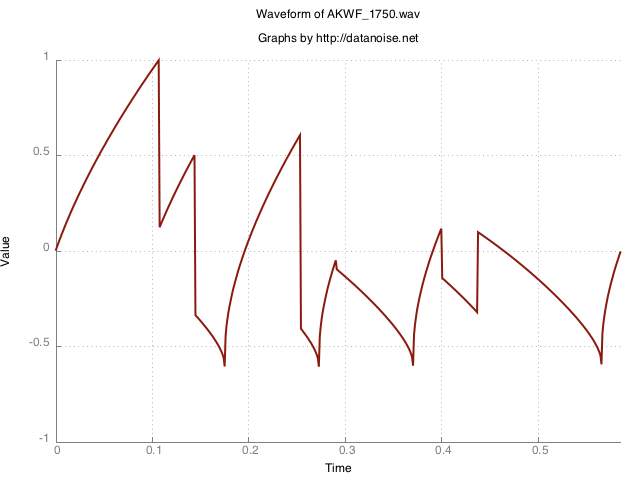 Waveform of AKWF_1750.wav
Graphs by http://datanoise.net
1
0.5
0
-0.5
-1
Value
0 0.1 0.2 0.3 0.4 0.5
Time